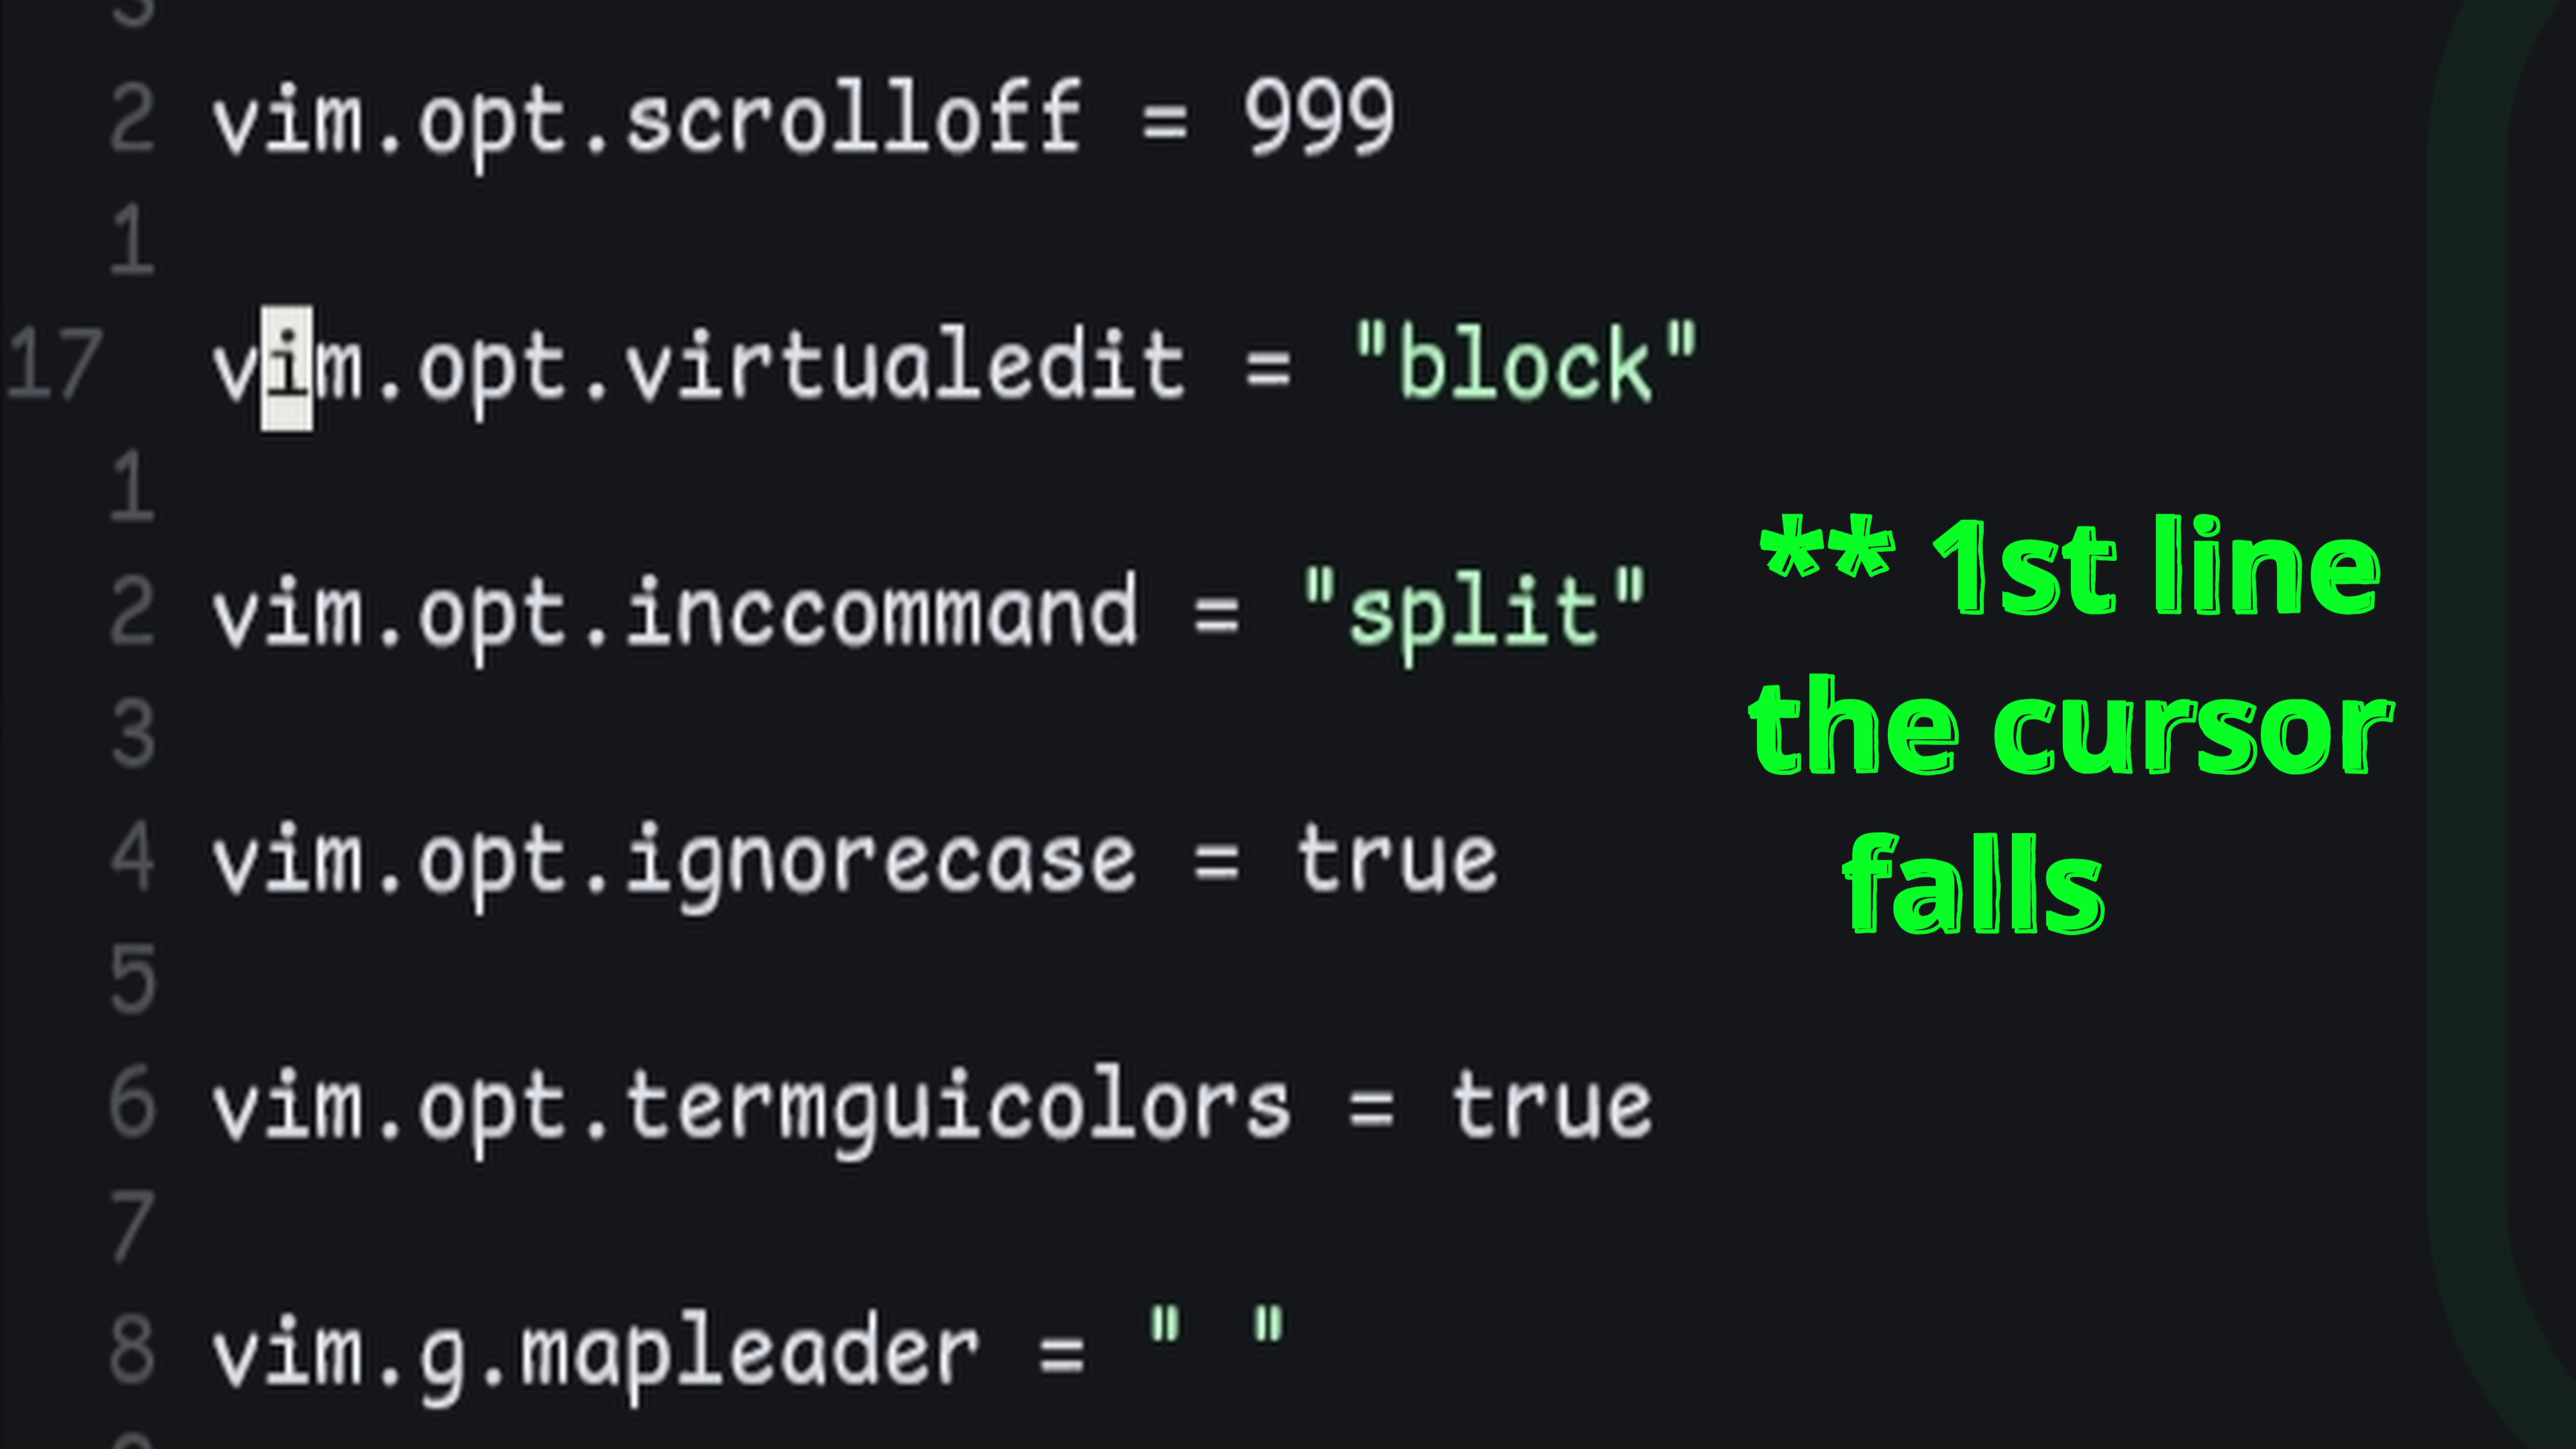 3
2 vim.opt.scrolloff = 999
1
17 vim.opt.virtualedit = "block"
1
2 vim.opt.inccommand = "split"
3
4 vim.opt.ignorecase = true
5
6 vim.opt.termguicolors = true
7
8 vim.g.mapleader = " "
** 1st line
the cursor
falls